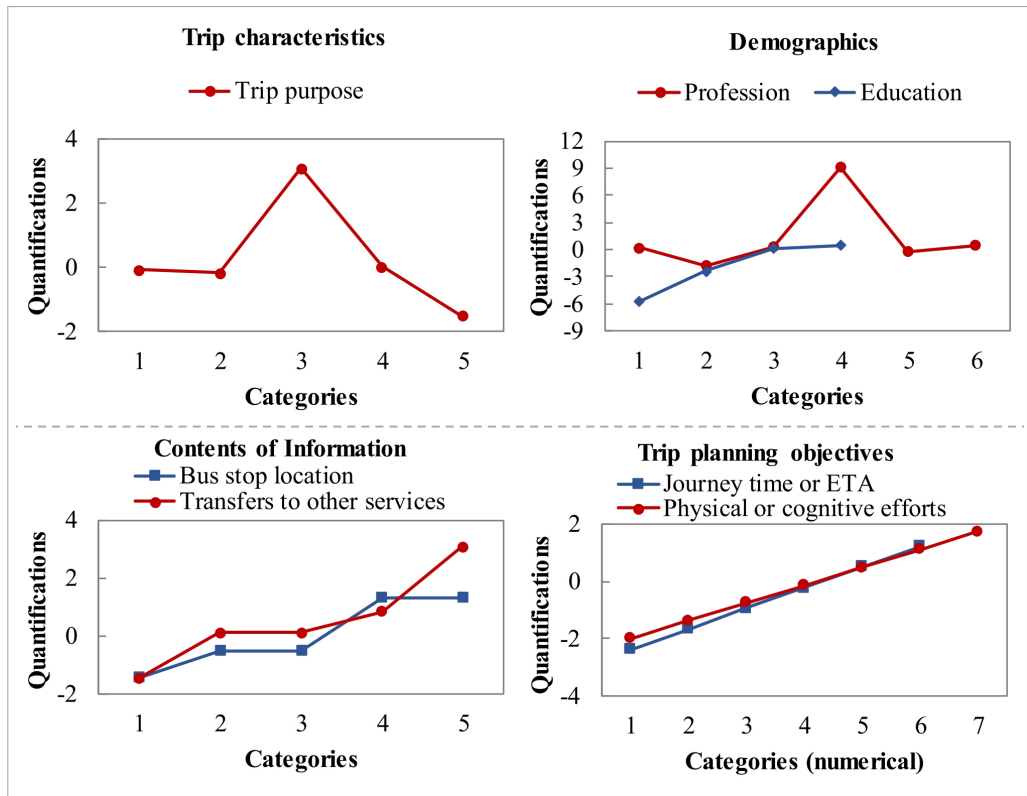 Trip characteristics
Trip purpose
4
2
0
-2
Quantifications
1 2 3 4 5
Categories
Demographics
Profession Education
12
9
6
3
0
-3
-6
-9
Quantifications
1 2 3 4 5 6
Categories
Contents of Information
Bus stop location
Transfers to other services
4
2
0
-2
Quantifications
1 2 3 4 5
Categories
Trip planning objectives
Journey time or ETA
Physical or cognitive efforts
2
0
-2
-4
Quantifications
1 2 3 4 5 6 7
Categories (numerical)